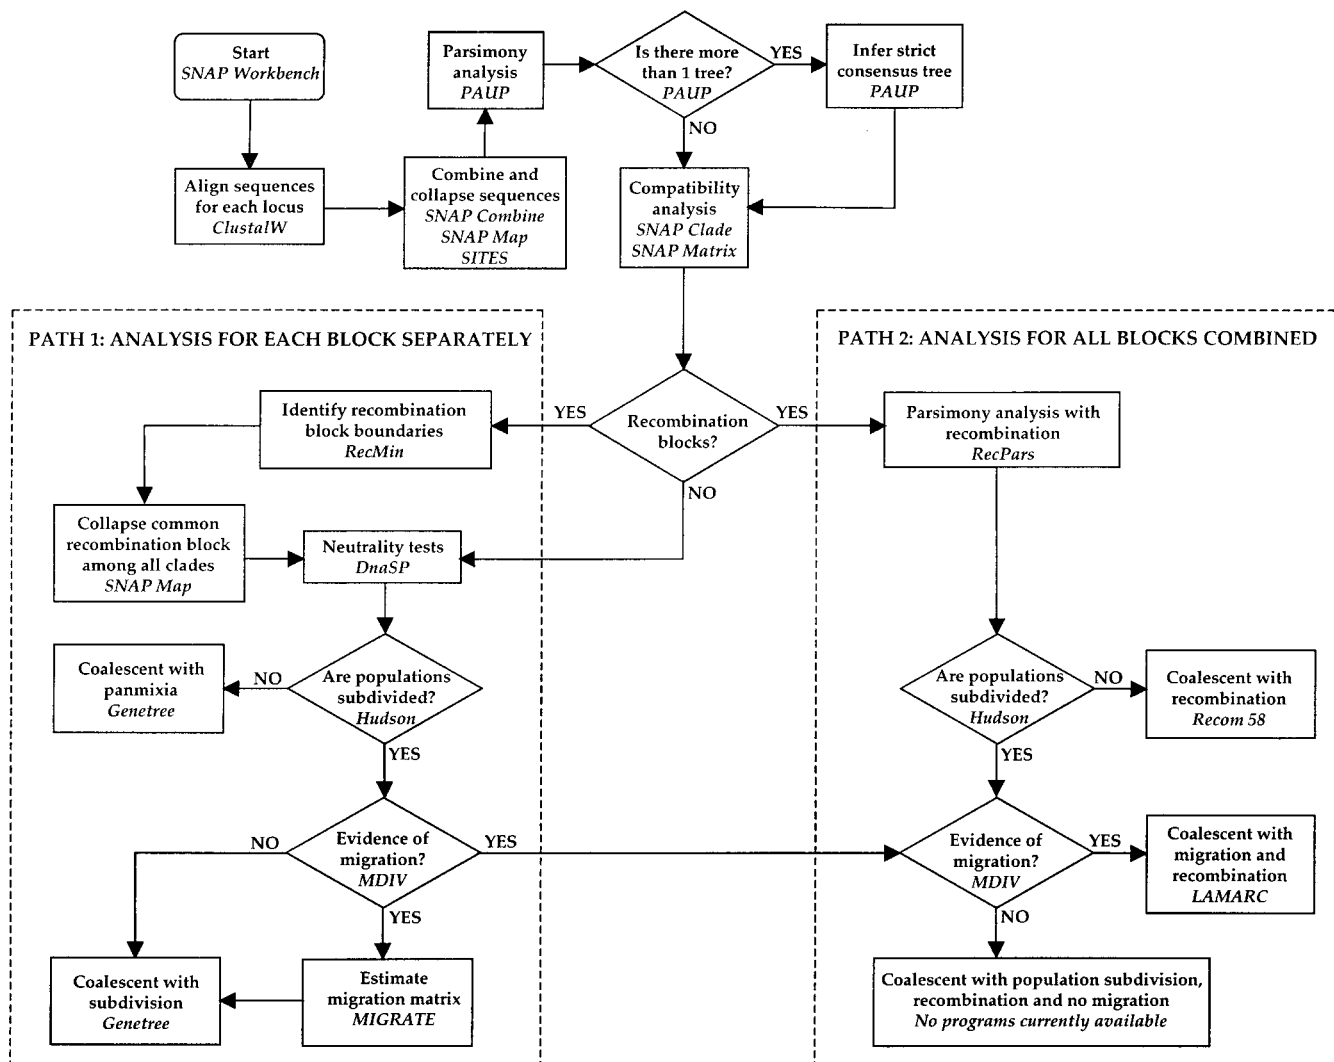 Start
SNAP Workbench
Align sequences
for each locus
ClustalW
Combine and
collapse sequences
SNAP Combine
SNAP Map
SITES
Parsimony
analysis
PAUP
Is there more
than 1 tree?
PAUP
YES
Infer strict
consensus tree
PAUP
NO
Compatibility
analysis
SNAP Clade
SNAP Matrix
PATH 1: ANALYSIS FOR EACH BLOCK SEPARATELY
PATH 2: ANALYSIS FOR ALL BLOCKS COMBINED
Recombination
blocks?
YES
YES
NO
Identify recombination
block boundaries
RecMin
Collapse common
recombination block
among all clades
SNAP Map
Neutrality tests
DnaSP
Are populations
subdivided?
Hudson
NO
Coalescent with
panmixia
Genetree
YES
Evidence of
migration?
MDIV
NO
YES
YES
Coalescent with
subdivision
Genetree
Estimate
migration matrix
MIGRATE
Parsimony analysis with
recombination
RecPars
Are populations
subdivided?
Hudson
NO
Coalescent with
recombination
Recom 58
YES
Evidence of
migration?
MDIV
YES
Coalescent with
migration and
recombination
LAMARC
NO
Coalescent with population subdivision,
recombination and no migration
No programs currently available